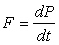 F = dP/dt